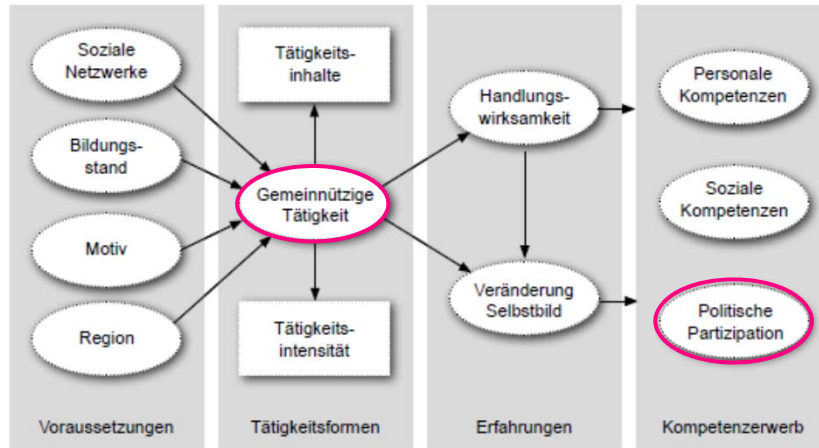 Soziale
Netzwerke
Bildungs-
stand
Motiv
Region
Voraussetzungen
Tätigkeits-
inhalte
Gemeinnützige
Tätigkeit
Tätigkeits-
intensität
Tätigkeitsformen
Handlungs-
wirksamkeit
Veränderung
Selbstbild
Erfahrungen
Personale
Kompetenzen
Soziale
Kompetenzen
Politische
Partizipation
Kompetenzerwerb